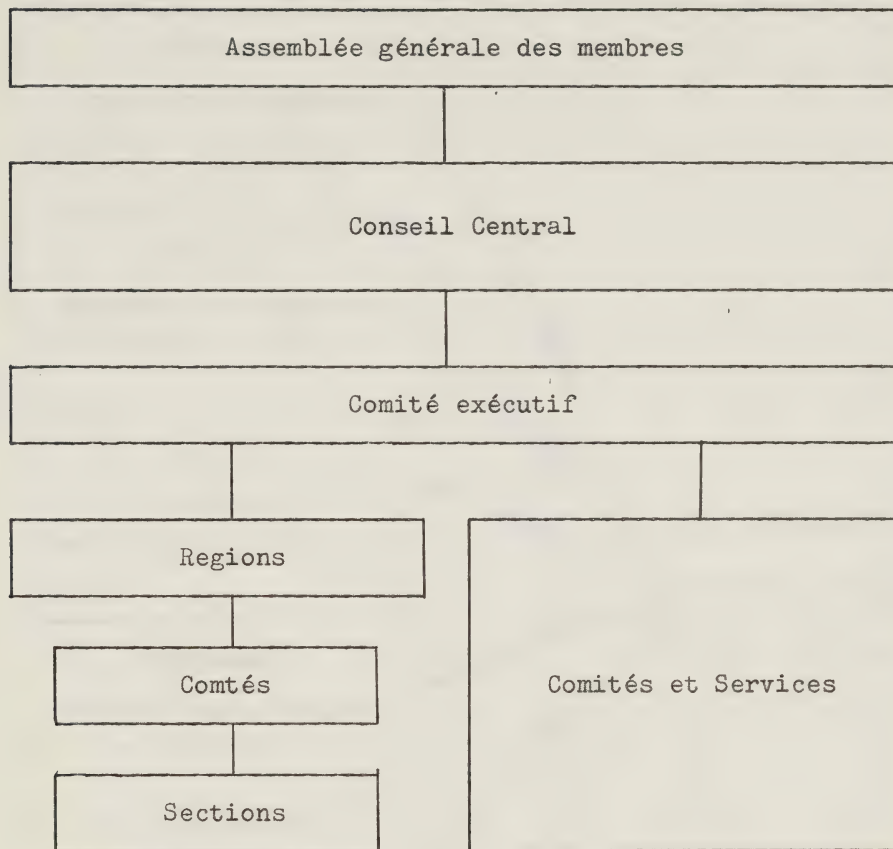 Assemblée générale des membres
Conseil Central
Comité exécutif
Regions
Comtés
Comités et Services
Sections